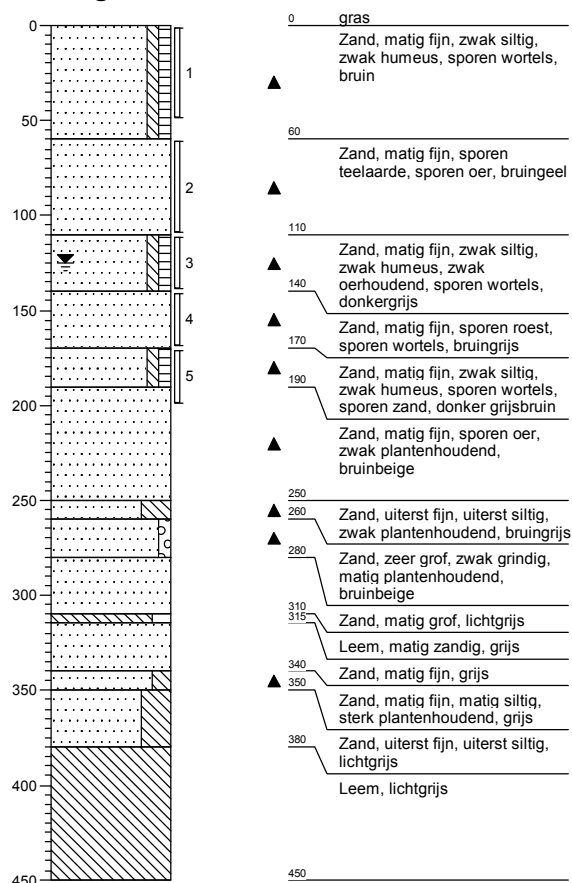 0
50
100
150
200
250
300
350
400
450
1
2
3
4
5
0
gras
Zand, matig fijn, zwak siltig,
zwak humeus, sporen wortels,
bruin
60
Zand, matig fijn, sporen
teelaarde, sporen oer, bruingeel
110
Zand, matig fijn, zwak siltig,
zwak humeus, zwak
oerhoudend, sporen wortels,
donkergrijs
140
Zand, matig fijn, sporen roest,
sporen wortels, bruingrijs
170
Zand, matig fijn, zwak siltig,
zwak humeus, sporen wortels,
sporen zand, donker grijsbruin
190
Zand, matig fijn, sporen oer,
zwak plantenhoudend,
bruinbeige
250
Zand, uiterst fijn, uiterst siltig,
zwak plantenhoudend, bruingrijs
260
Zand, zeer grof, zwak grindig,
matig plantenhoudend,
bruinbeige
280
Zand, matig grof, lichtgrijs
310
Leem, matig zandig, grijs
315
Zand, matig fijn, grijs
340
Zand, matig fijn, matig siltig,
sterk plantenhoudend, grijs
350
Zand, uiterst fijn, uiterst siltig,
lichtgrijs
380
Leem, lichtgrijs
450